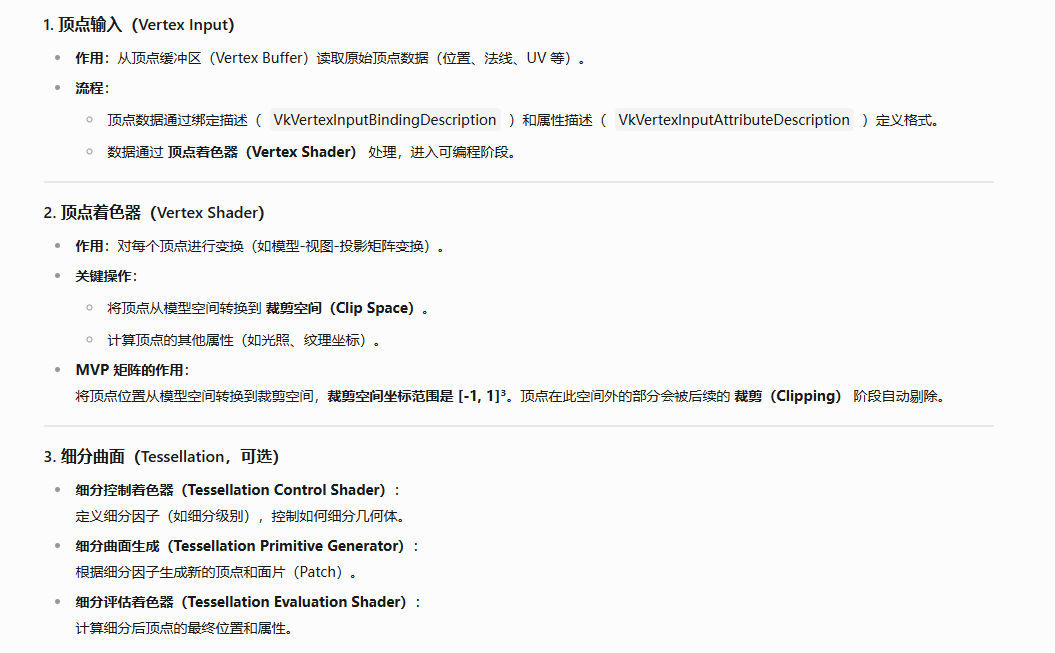 1. 顶点输入（Vertex Input）
作用：从顶点缓冲区（Vertex Buffer）读取原始顶点数据（位置、法线、UV 等）。
流程：
顶点数据通过绑定描述（ VkVertexInputBindingDescription ）和属性描述（ VkVertexInputAttributeDescription ）定义格式。
数据通过 顶点着色器（Vertex Shader） 处理，进入可编程阶段。
2. 顶点着色器（Vertex Shader）
作用：对每个顶点进行变换（如模型-视图-投影矩阵变换）。
关键操作：
将顶点从模型空间转换到 裁剪空间（Clip Space）。
计算顶点的其他属性（如光照、纹理坐标）。
MVP 矩阵的作用：
将顶点位置从模型空间转换到裁剪空间，裁剪空间坐标范围是 [-1, 1]³。顶点在此空间外的部分会被后续的 裁剪（Clipping） 阶段自动剔除。
3. 细分曲面（Tessellation，可选）
细分控制着色器（Tessellation Control Shader）：
定义细分因子（如细分级别），控制如何细分几何体。
细分曲面生成（Tessellation Primitive Generator）：
根据细分因子生成新的顶点和面片（Patch）。
细分评估着色器（Tessellation Evaluation Shader）：
计算细分后顶点的最终位置和属性。